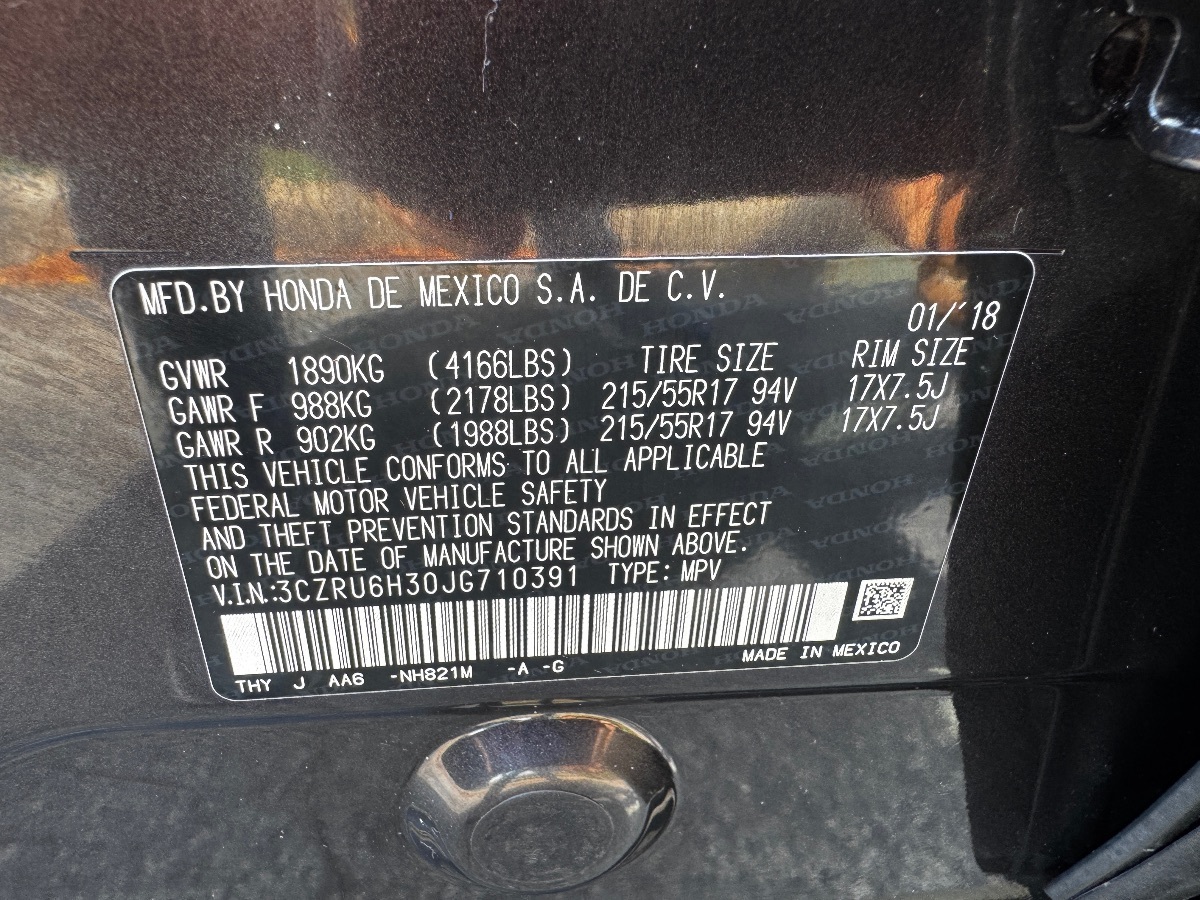 MFD.BY HONDA DE MEXICO S.A. DE C.V.
01/'18
GVWR 1890KG (4166LBS) TIRE SIZE RIM SIZE
GAWR F 988KG (2178LBS) 215/55R17 94V 17X7.5J
GAWR R 902KG (1988LBS) 215/55R17 94V 17X7.5J
THIS VEHICLE CONFORMS TO ALL APPLICABLE
FEDERAL MOTOR VEHICLE SAFETY
AND THEFT PREVENTION STANDARDS IN EFFECT
ON THE DATE OF MANUFACTURE SHOWN ABOVE.
V.I.N.:3CZRU6H30JG710391 TYPE: MPV
MADE IN MEXICO
THY J AA6 -NH821M -A -G